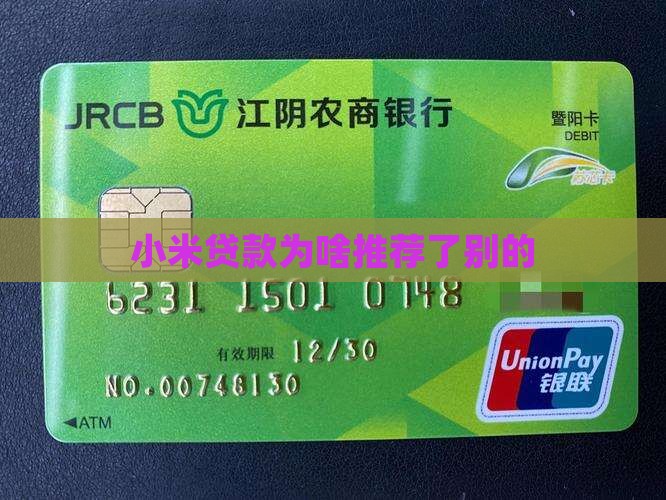 JRCB 江阴农商银行
暨阳卡
DEBIT
小米贷款为啥推荐了别的
6231 1501 0748
有效期限 12/30
NO.00748130
UnionPay
银联
◄ATM